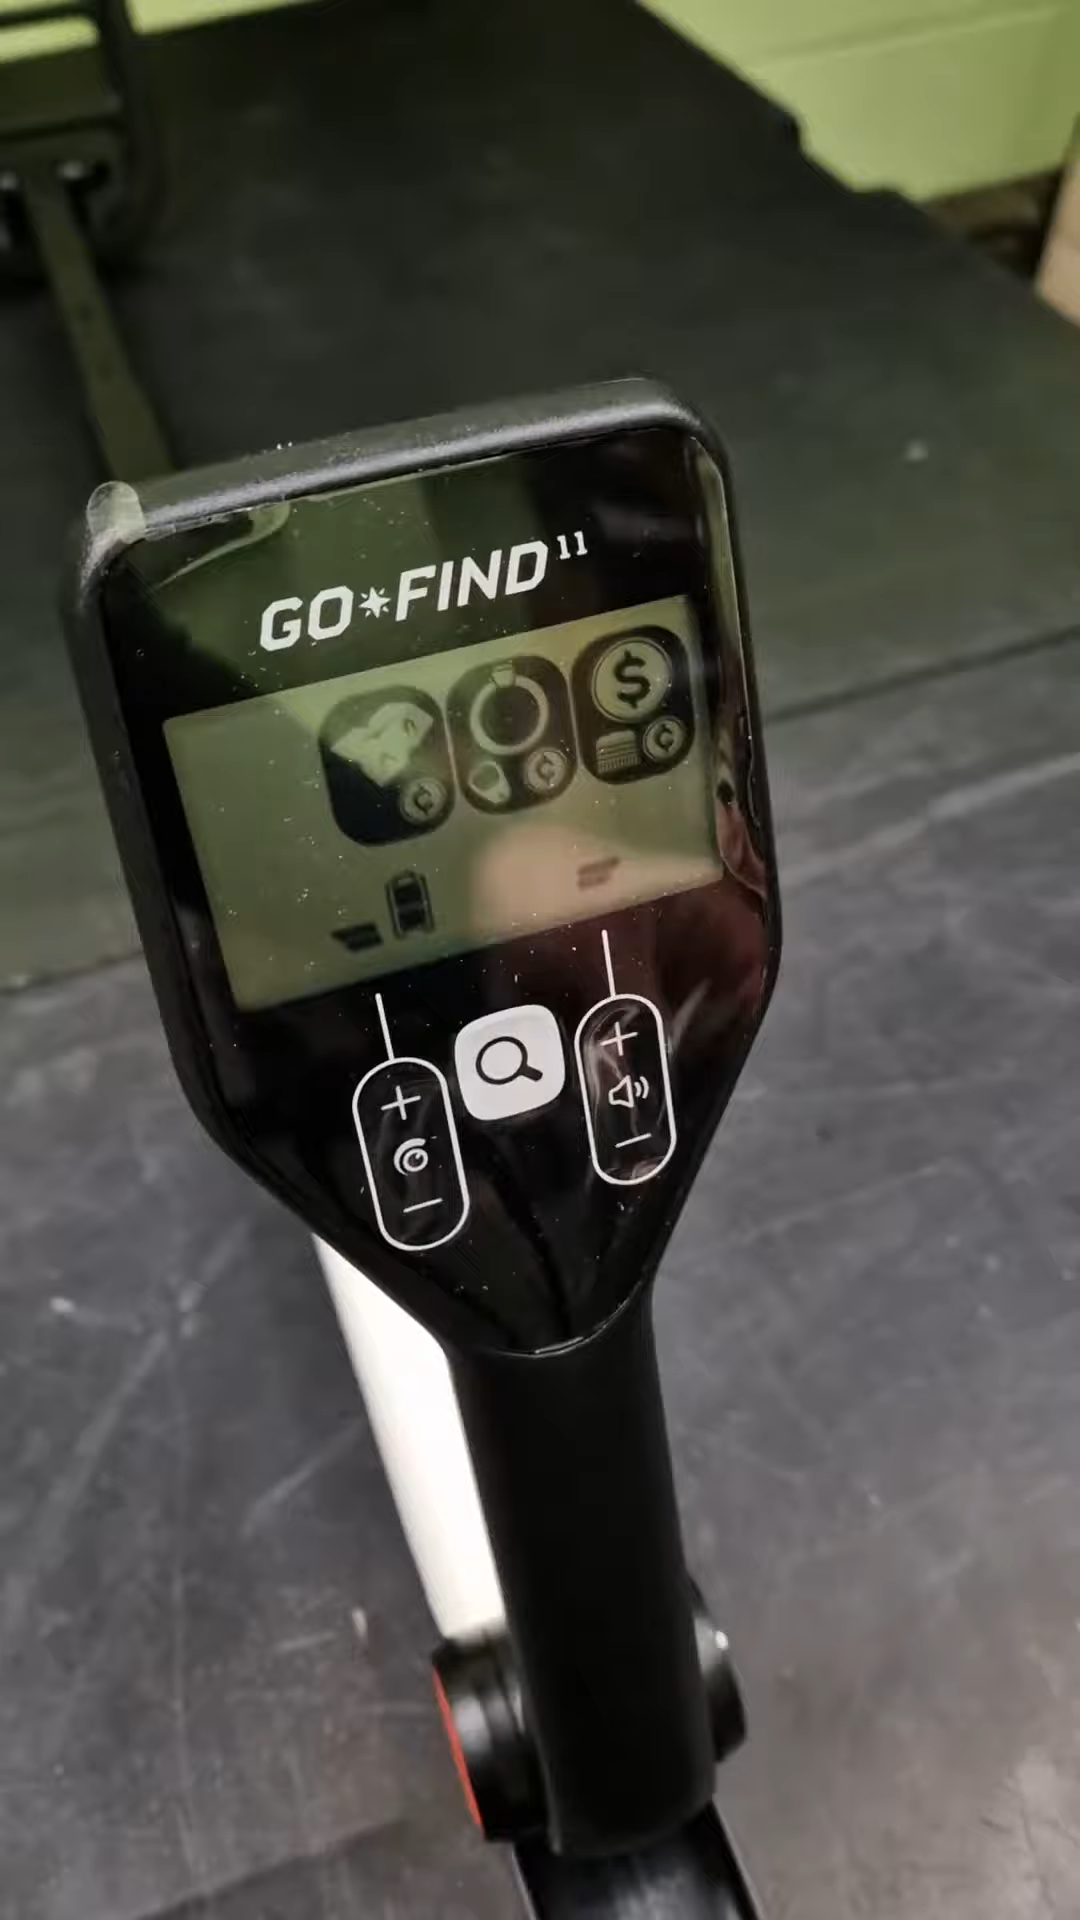 GO*FIND 11
$
¢ ¢ ¢
+ +
- -